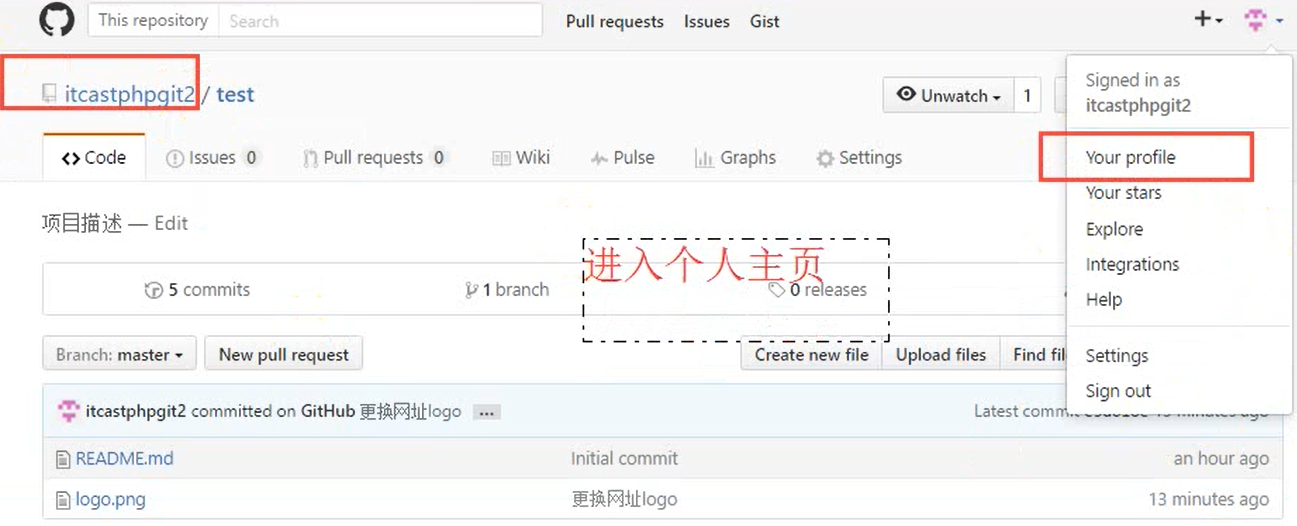 This repository Search Pull requests Issues Gist
itcastphpgit2 / test Unwatch 1
Signed in as
itcastphpgit2
Code Issues 0 Pull requests 0 Wiki Pulse Graphs Settings
Your profile
Your stars
Explore
Integrations
Help
Settings
Sign out
项目描述 — Edit
进入个人主页
5 commits 1 branch 0 releases
Branch: master New pull request Create new file Upload files Find
itcastphpgit2 committed on GitHub 更换网址logo ... Latest 13 minutes ago
README.md Initial commit an hour ago
logo.png 更换网址logo 13 minutes ago